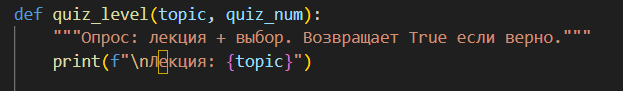 def quiz_level(topic, quiz_num):
    """Опрос: лекция + выбор. Возвращает True если верно."""
    print(f"\nЛекция: {topic}")